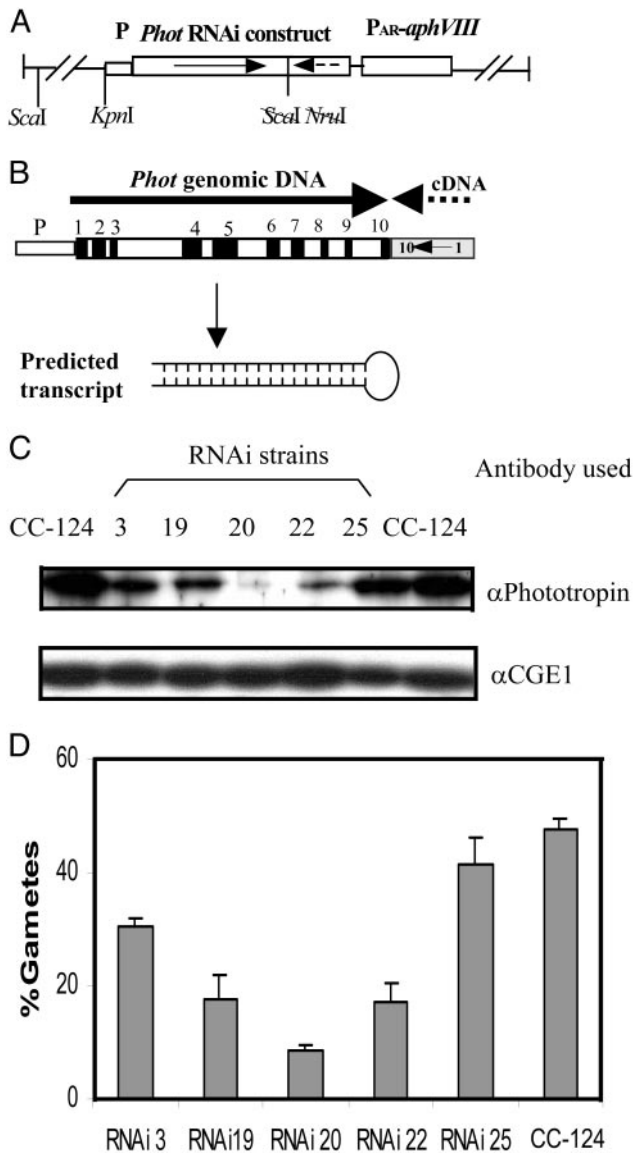 A
P Phot RNAi construct PAR-aphVIII
ScaI KpnI ScaI NruI
B
Phot genomic DNA cDNA
P 1 2 3 4 5 6 7 8 9 10
10 1
Predicted
transcript
C
RNAi strains Antibody used
CC-124 3 19 20 22 25 CC-124
αPhototropin
αCGE1
D
60
40
20
0
%Gametes
RNAi 3 RNAi19 RNAi 20 RNAi 22 RNAi 25 CC-124